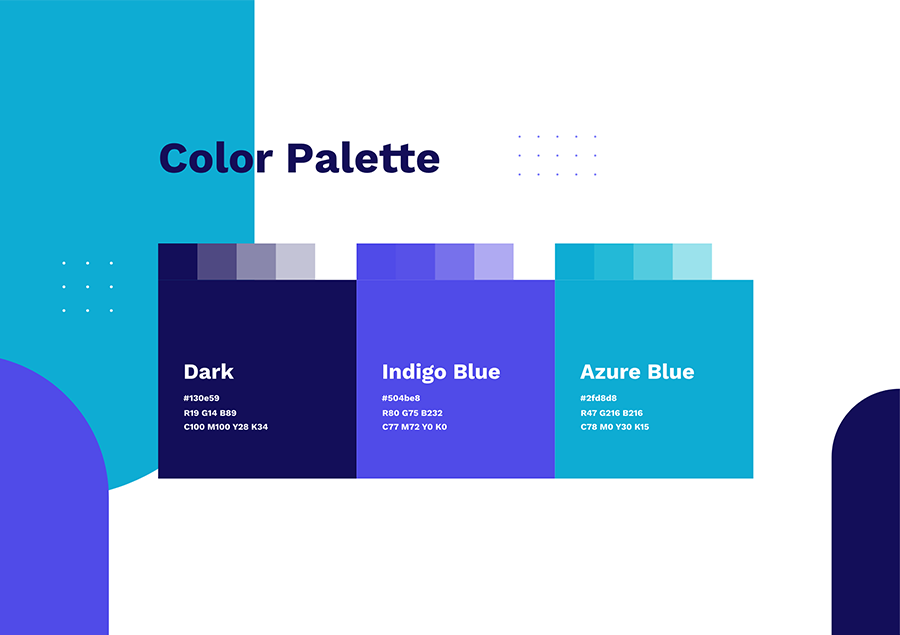 Color Palette
Dark
#130e59
R19 G14 B89
C100 M100 Y28 K34
Indigo Blue
#504be8
R80 G75 B232
C77 M72 Y0 K0
Azure Blue
#2fd8d8
R47 G216 B216
C78 M0 Y30 K15